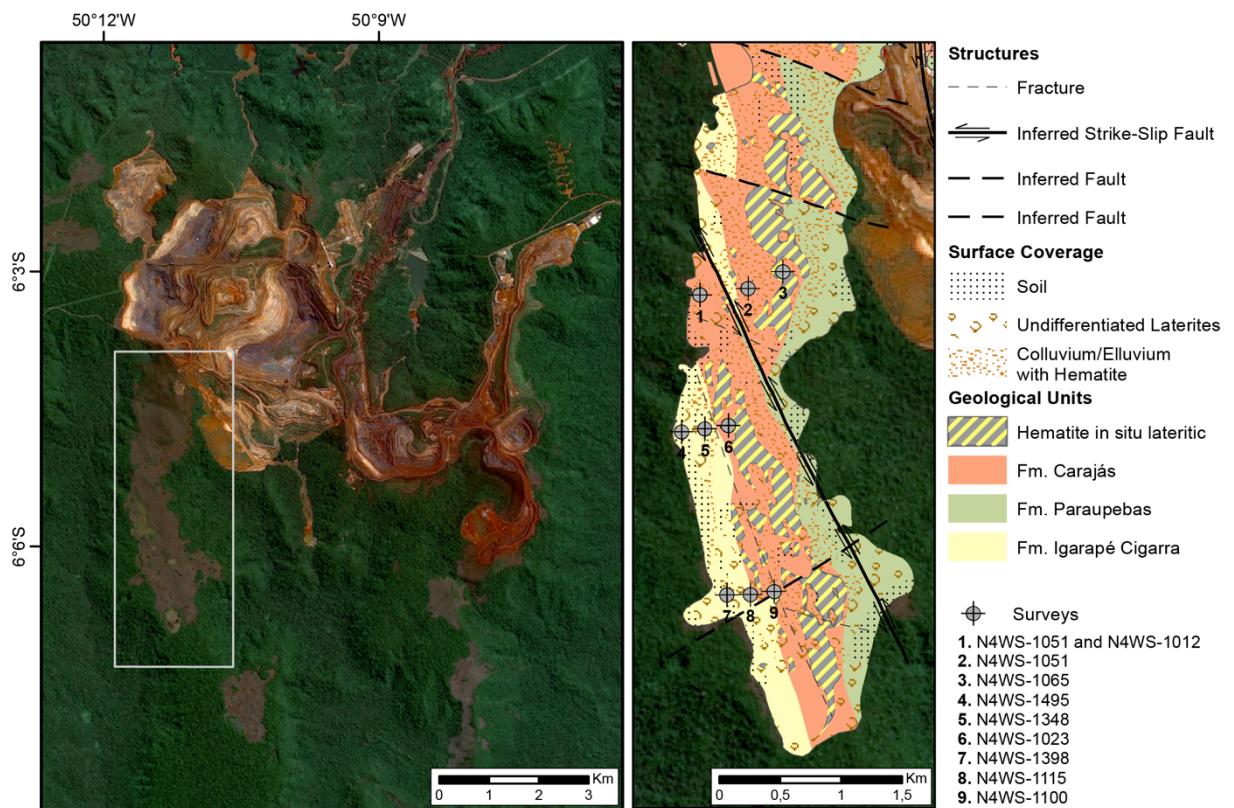 50°12'W
50°9'W
6°3'S
6°6'S
Km
0 1 2 3
1
2
3
4
5
6
7
8
9
Km
0 0,5 1 1,5
Structures
Fracture
Inferred Strike-Slip Fault
Inferred Fault
Inferred Fault
Surface Coverage
Soil
Undifferentiated Laterites
Colluvium/Elluvium
with Hematite
Geological Units
Hematite in situ lateritic
Fm. Carajás
Fm. Paraupebas
Fm. Igarapé Cigarra
Surveys
1. N4WS-1051 and N4WS-1012
2. N4WS-1051
3. N4WS-1065
4. N4WS-1495
5. N4WS-1348
6. N4WS-1023
7. N4WS-1398
8. N4WS-1115
9. N4WS-1100